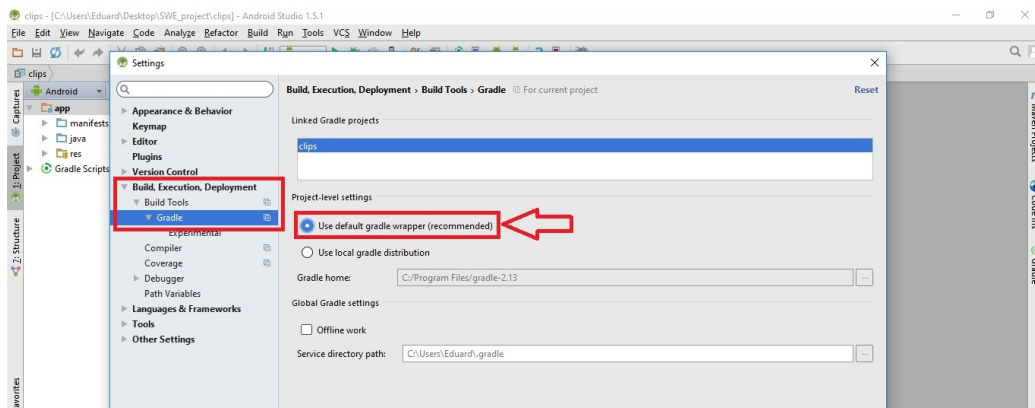 clips - [C:\Users\Eduard\Desktop\SWE_project\clips] - Android Studio 1.5.1
File Edit View Navigate Code Analyze Refactor Build Run Tools VCS Window Help
clips
Settings
Captures
1: Project
7: Structure
Android
app
manifests
java
res
Gradle Scripts
Appearance & Behavior
Keymap
Editor
Plugins
Version Control
Build, Execution, Deployment
Build Tools
Gradle
Experimental
Compiler
Coverage
Debugger
Path Variables
Languages & Frameworks
Tools
Other Settings
Build, Execution, Deployment › Build Tools › Gradle For current project Reset
Linked Gradle projects
clips
Project-level settings
Use default gradle wrapper (recommended)
Use local gradle distribution
Gradle home: C:/Program Files/gradle-2.13 ...
Global Gradle settings
Offline work
Service directory path: C:\Users\Eduard\.gradle ...
Maven Projects
Gradle